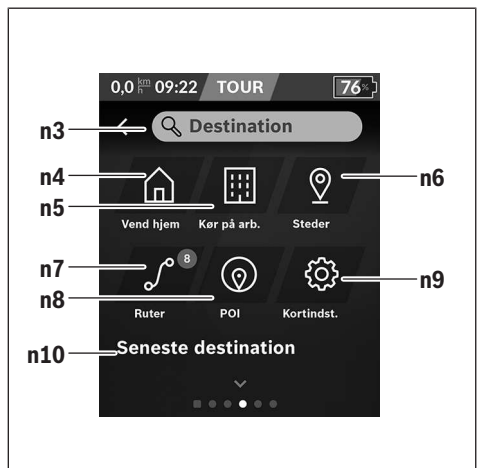 0,0 km/h 09:22 TOUR 76%
n3 Destination
n4 n5 n6
Vend hjem Kør på arb. Steder
n7 8 n8 n9
Ruter POI Kortindst.
n10 Seneste destination